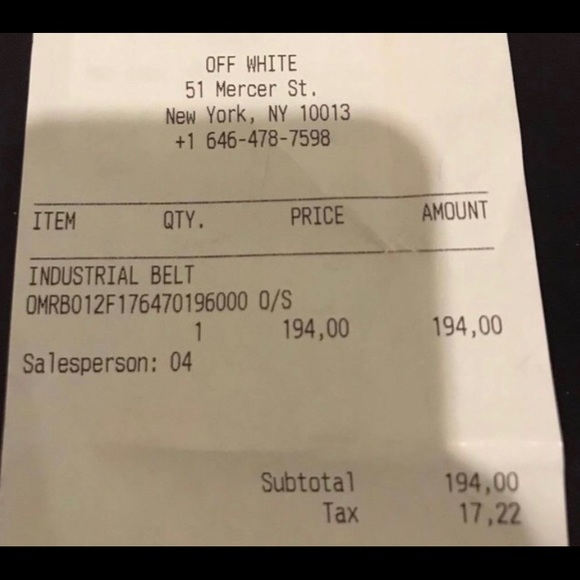 OFF WHITE
51 Mercer St.
New York, NY 10013
+1 646-478-7598
ITEM QTY. PRICE AMOUNT
INDUSTRIAL BELT
OMRB012F176470196000 O/S
1 194,00 194,00
Salesperson: 04
Subtotal 194,00
Tax 17,22